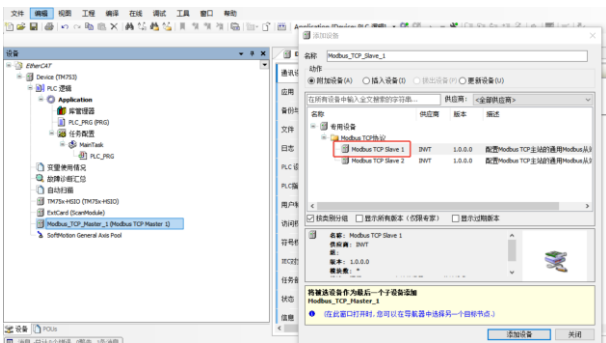 文件 编辑 视图 工程 编译 在线 调试 工具 窗口 帮助
Application [Device: PLC 逻辑]
设备
EtherCAT
Device (TM753)
PLC 逻辑
Application
库管理器
PLC_PRG (PRG)
任务配置
MainTask
PLC_PRG
变量使用情况
故障诊断汇总
自动扫描
TM75x-HSIO (TM75x-HSIO)
ExtCard (ScanModule)
Modbus_TCP_Master_1 (Modbus TCP Master 1)
SoftMotion General Axis Pool
设备 POUs
通讯设
应用
备份与
文件
日志
PLC 设
PLC指
用户和
访问权
符号权
IEC对
任务部
状态
信息
添加设备
名称 Modbus_TCP_Slave_1
动作
附加设备(A) 插入设备(I) 拔出设备(P) 更新设备(U)
在所有设备中输入全文搜索的字符串... 供应商: <全部供应商>
名称 供应商 版本 描述
专用设备
Modbus TCP协议
Modbus TCP Slave 1 INVT 1.0.0.0 配置Modbus TCP主站的通用Modbus从
Modbus TCP Slave 2 INVT 1.0.0.0 配置Modbus TCP主站的通用Modbus从
按类别分组 显示所有版本（仅限专家） 显示过期版本
名称: Modbus TCP Slave 1
供应商: INVT
组:
版本: 1.0.0.0
模块数: *
将被选设备作为最后一个子设备添加
Modbus_TCP_Master_1
(在此窗口打开时,您可以在导航器中选择另一个目标节点.)
添加设备 关闭